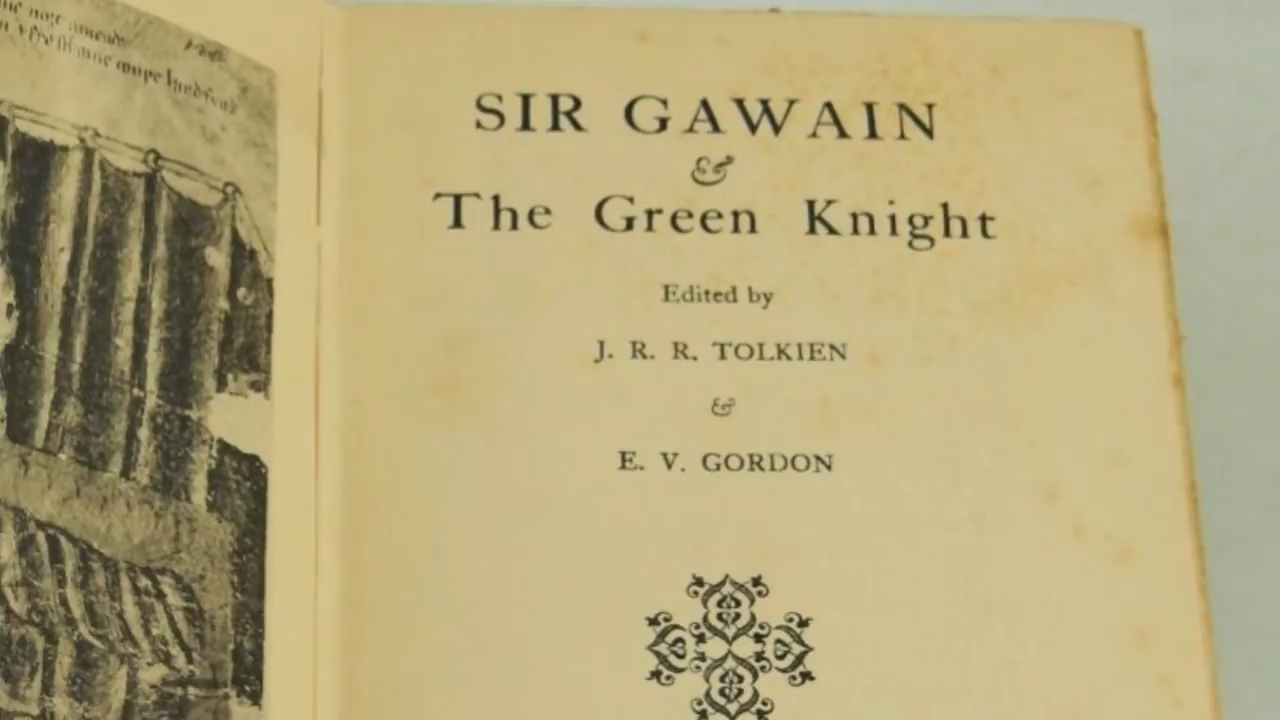 SIR GAWAIN
&
The Green Knight
Edited by
J. R. R. TOLKIEN
&
E. V. GORDON